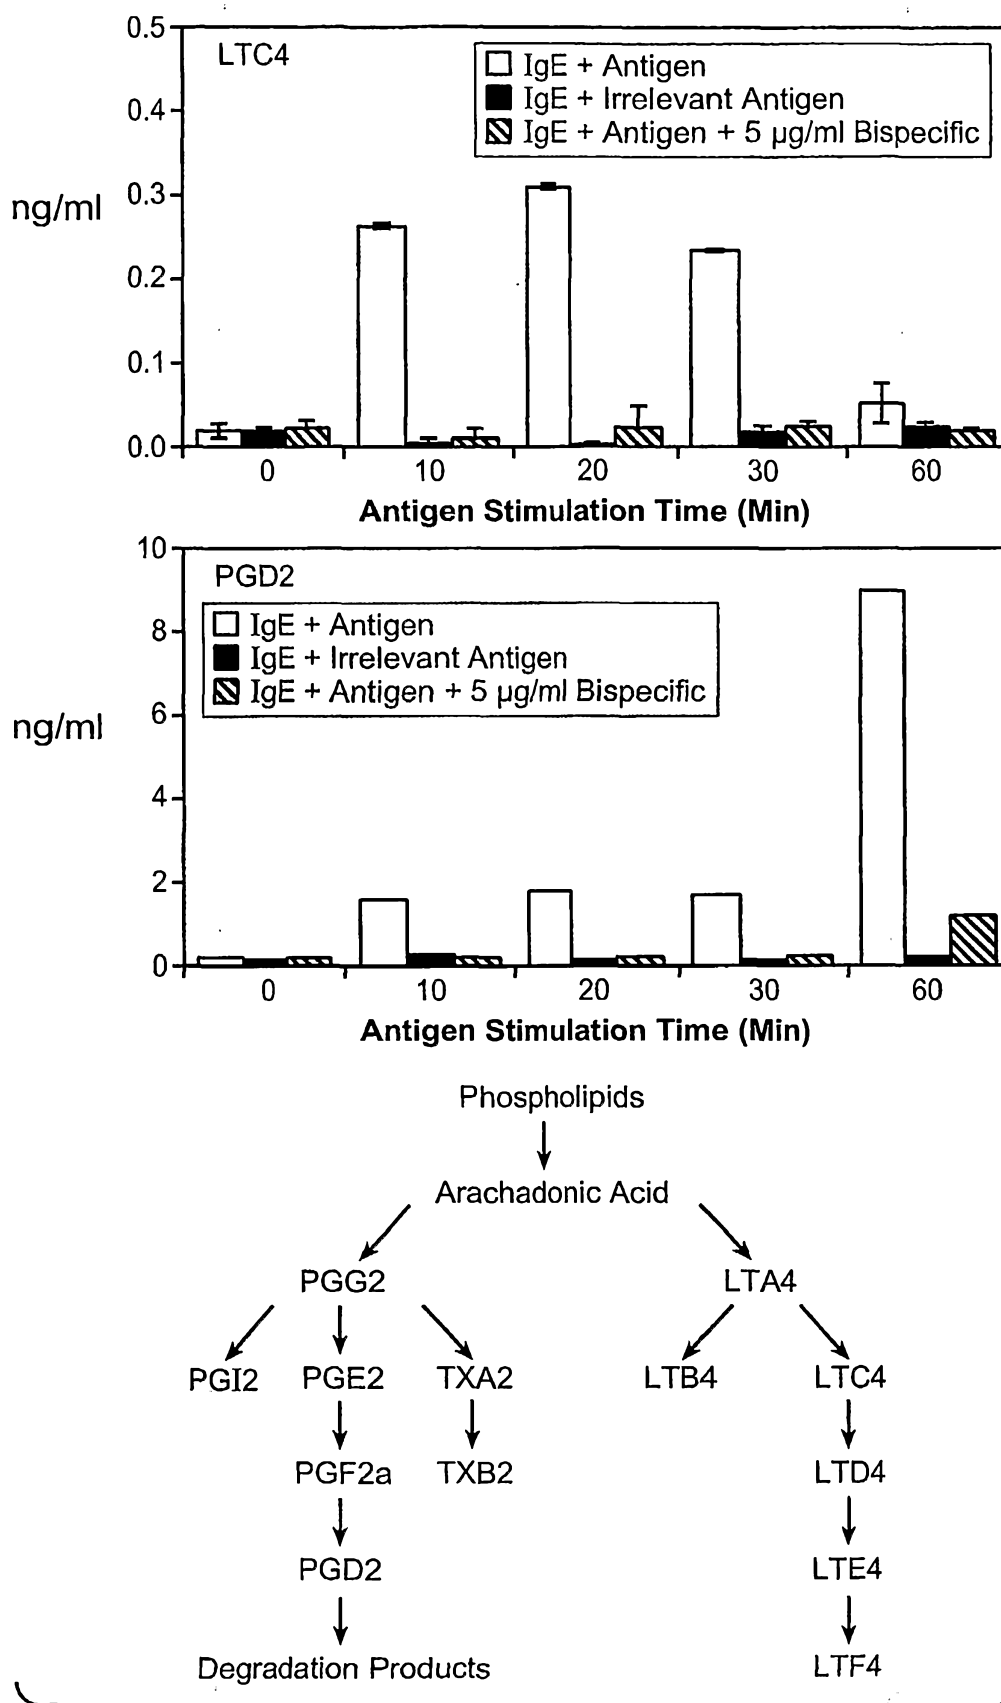 LTC4
IgE + Antigen
IgE + Irrelevant Antigen
IgE + Antigen + 5 µg/ml Bispecific
ng/ml
0.5
0.4
0.3
0.2
0.1
0.0
0 10 20 30 60
Antigen Stimulation Time (Min)
PGD2
IgE + Antigen
IgE + Irrelevant Antigen
IgE + Antigen + 5 µg/ml Bispecific
ng/ml
10
8
6
4
2
0
0 10 20 30 60
Antigen Stimulation Time (Min)
Phospholipids
Arachadonic Acid
PGG2 LTA4
PGI2 PGE2 TXA2 LTB4 LTC4
PGF2a TXB2 LTD4
PGD2 LTE4
Degradation Products LTF4